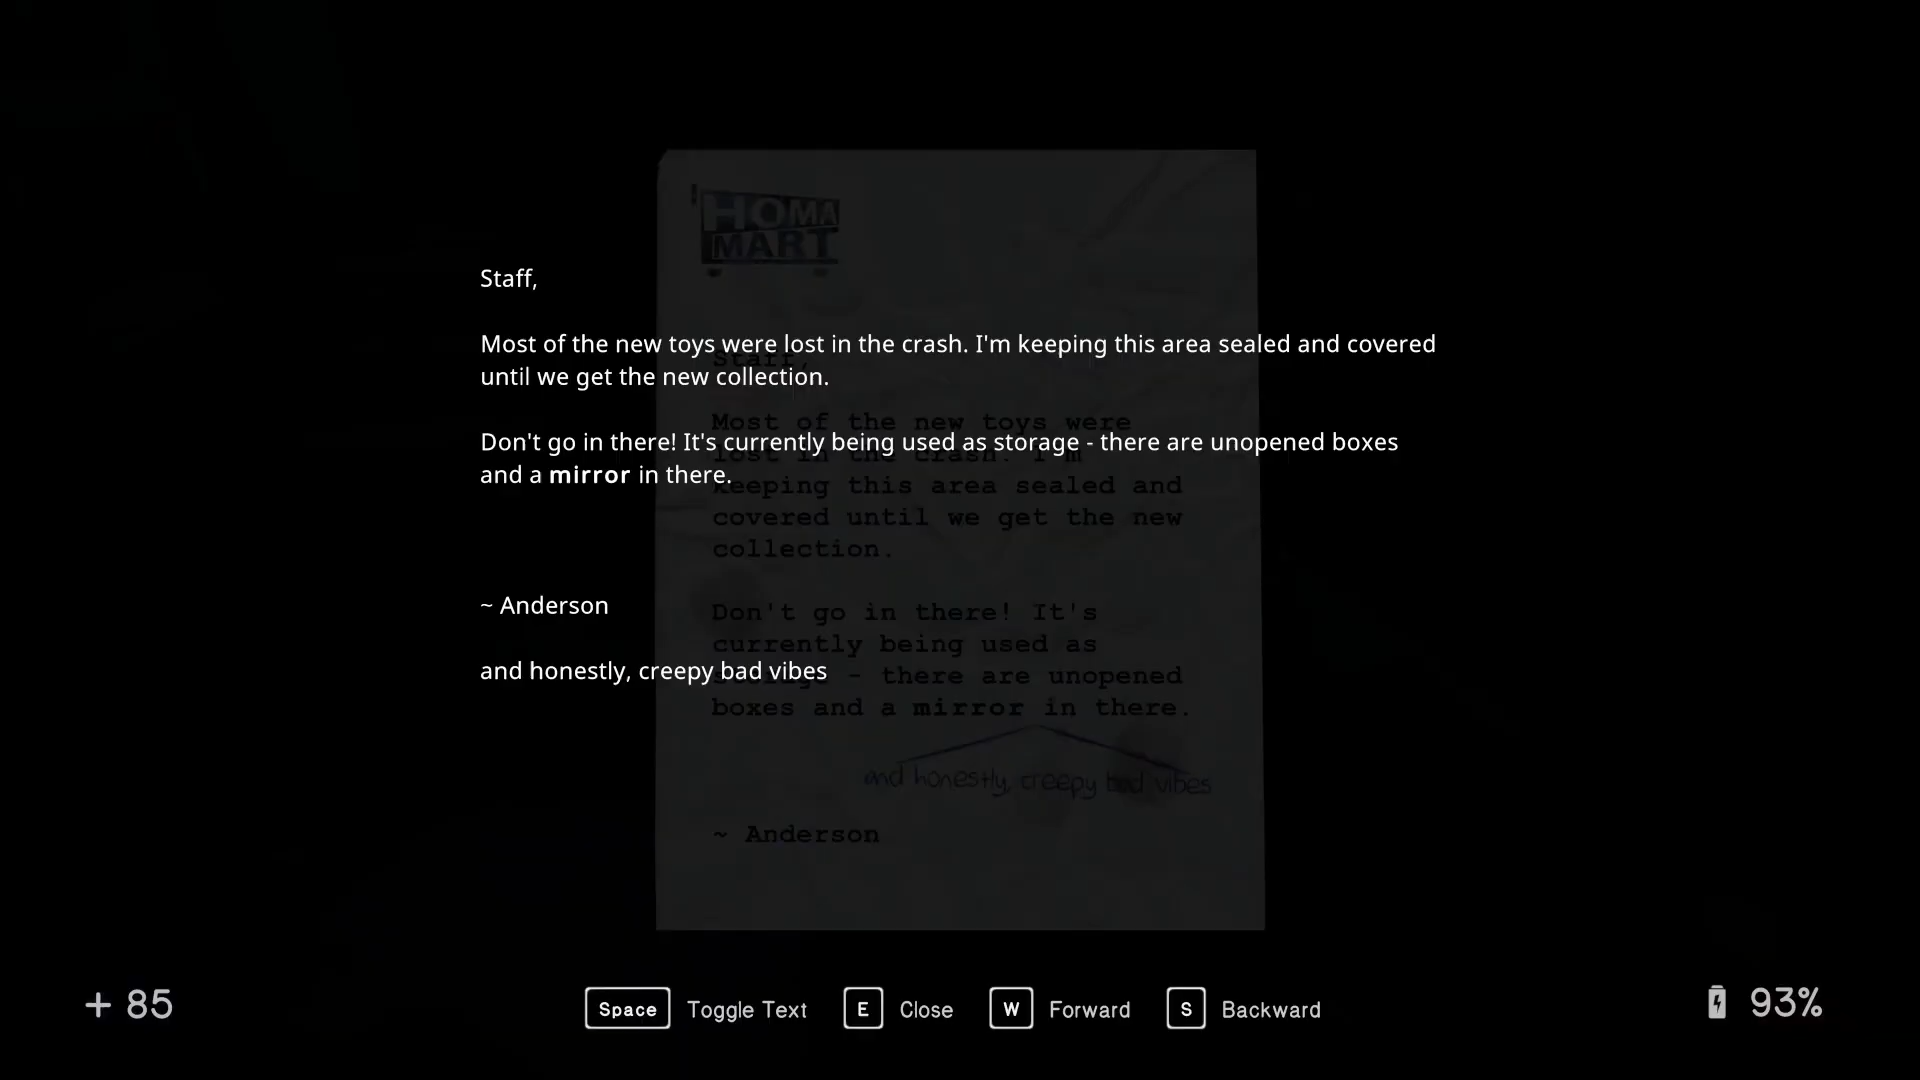 HOMA
MART
Staff,
Most of the new toys were lost in the crash. I'm keeping this area sealed and covered
until we get the new collection.
Don't go in there! It's currently being used as storage - there are unopened boxes
and a mirror in there.
~ Anderson
and honestly, creepy bad vibes
Staff,
Most of the new toys were
lost in the crash. I'm
keeping this area sealed and
covered until we get the new
collection.
Don't go in there! It's
currently being used as
storage - there are unopened
boxes and a mirror in there.
and honestly, creepy bad vibes
~ Anderson
+ 85
Space Toggle Text E Close W Forward S Backward
93%